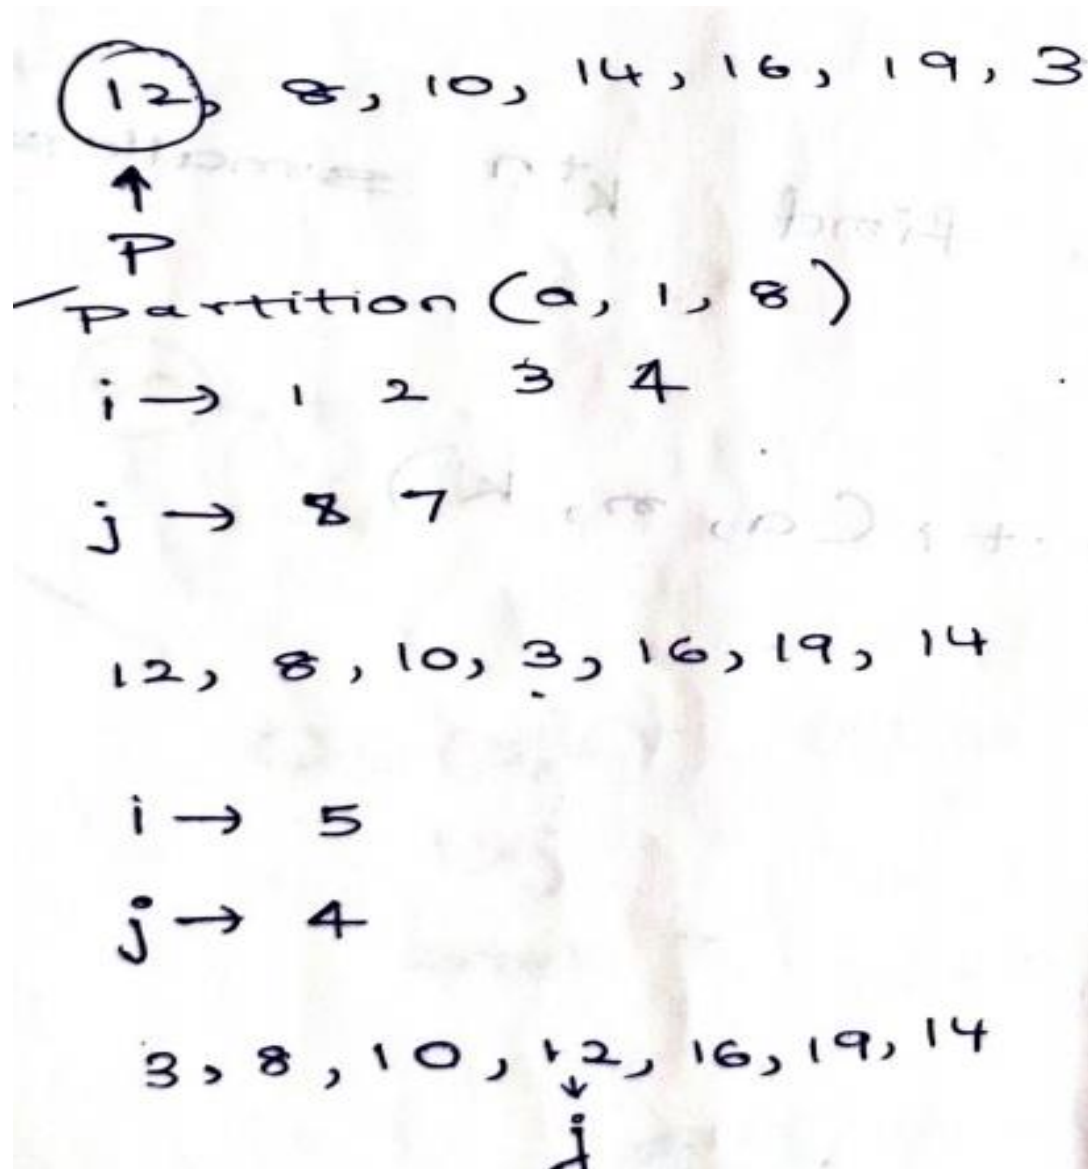 12, 8, 10, 14, 16, 19, 3
↑
P
partition (a, 1, 8)
i → 1 2 3 4
j → 8 7
12, 8, 10, 3, 16, 19, 14
i → 5
j → 4
3, 8, 10, 12, 16, 19, 14
↓
j